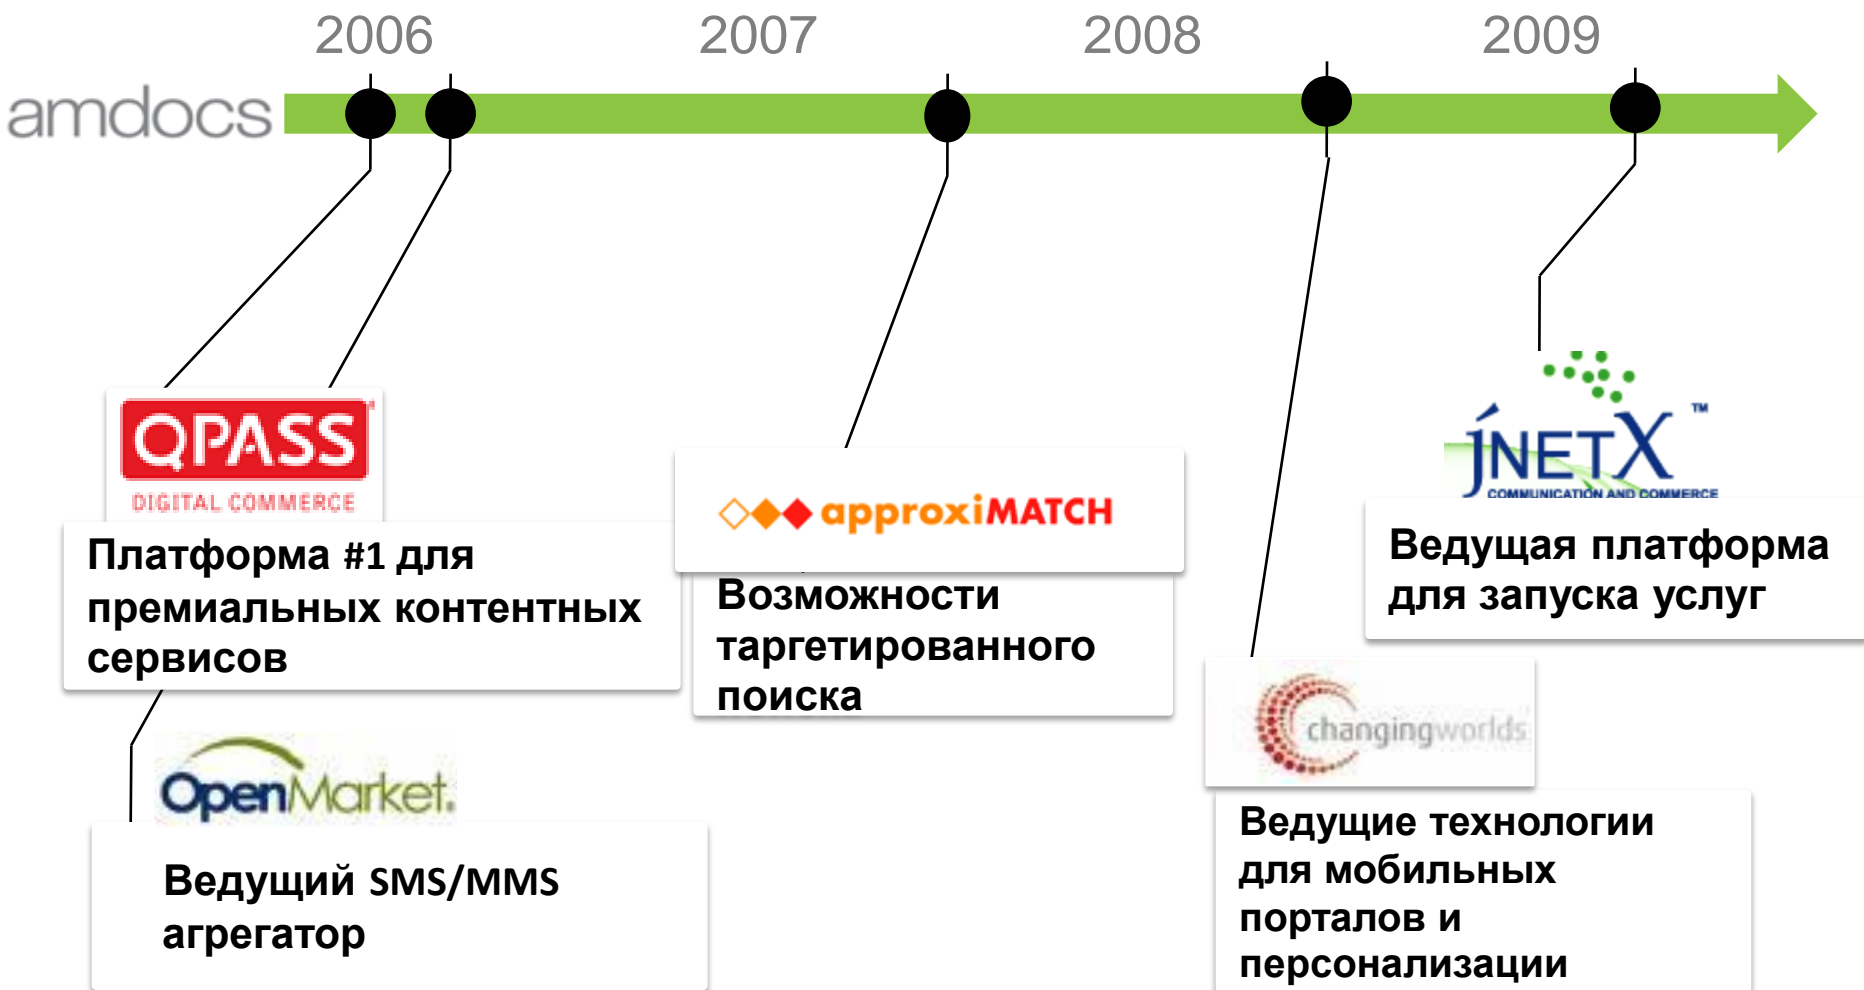 2006
2007
2008
2009
amdocs
QPASS
DIGITAL COMMERCE
Платформа #1 для
премиальных контентных
сервисов
OpenMarket.
Ведущий SMS/MMS
агрегатор
approxiMATCH
Возможности
таргетированного
поиска
changingworlds
Ведущие технологии
для мобильных
порталов и
персонализации
jNETX TM
COMMUNICATION AND COMMERCE
Ведущая платформа
для запуска услуг